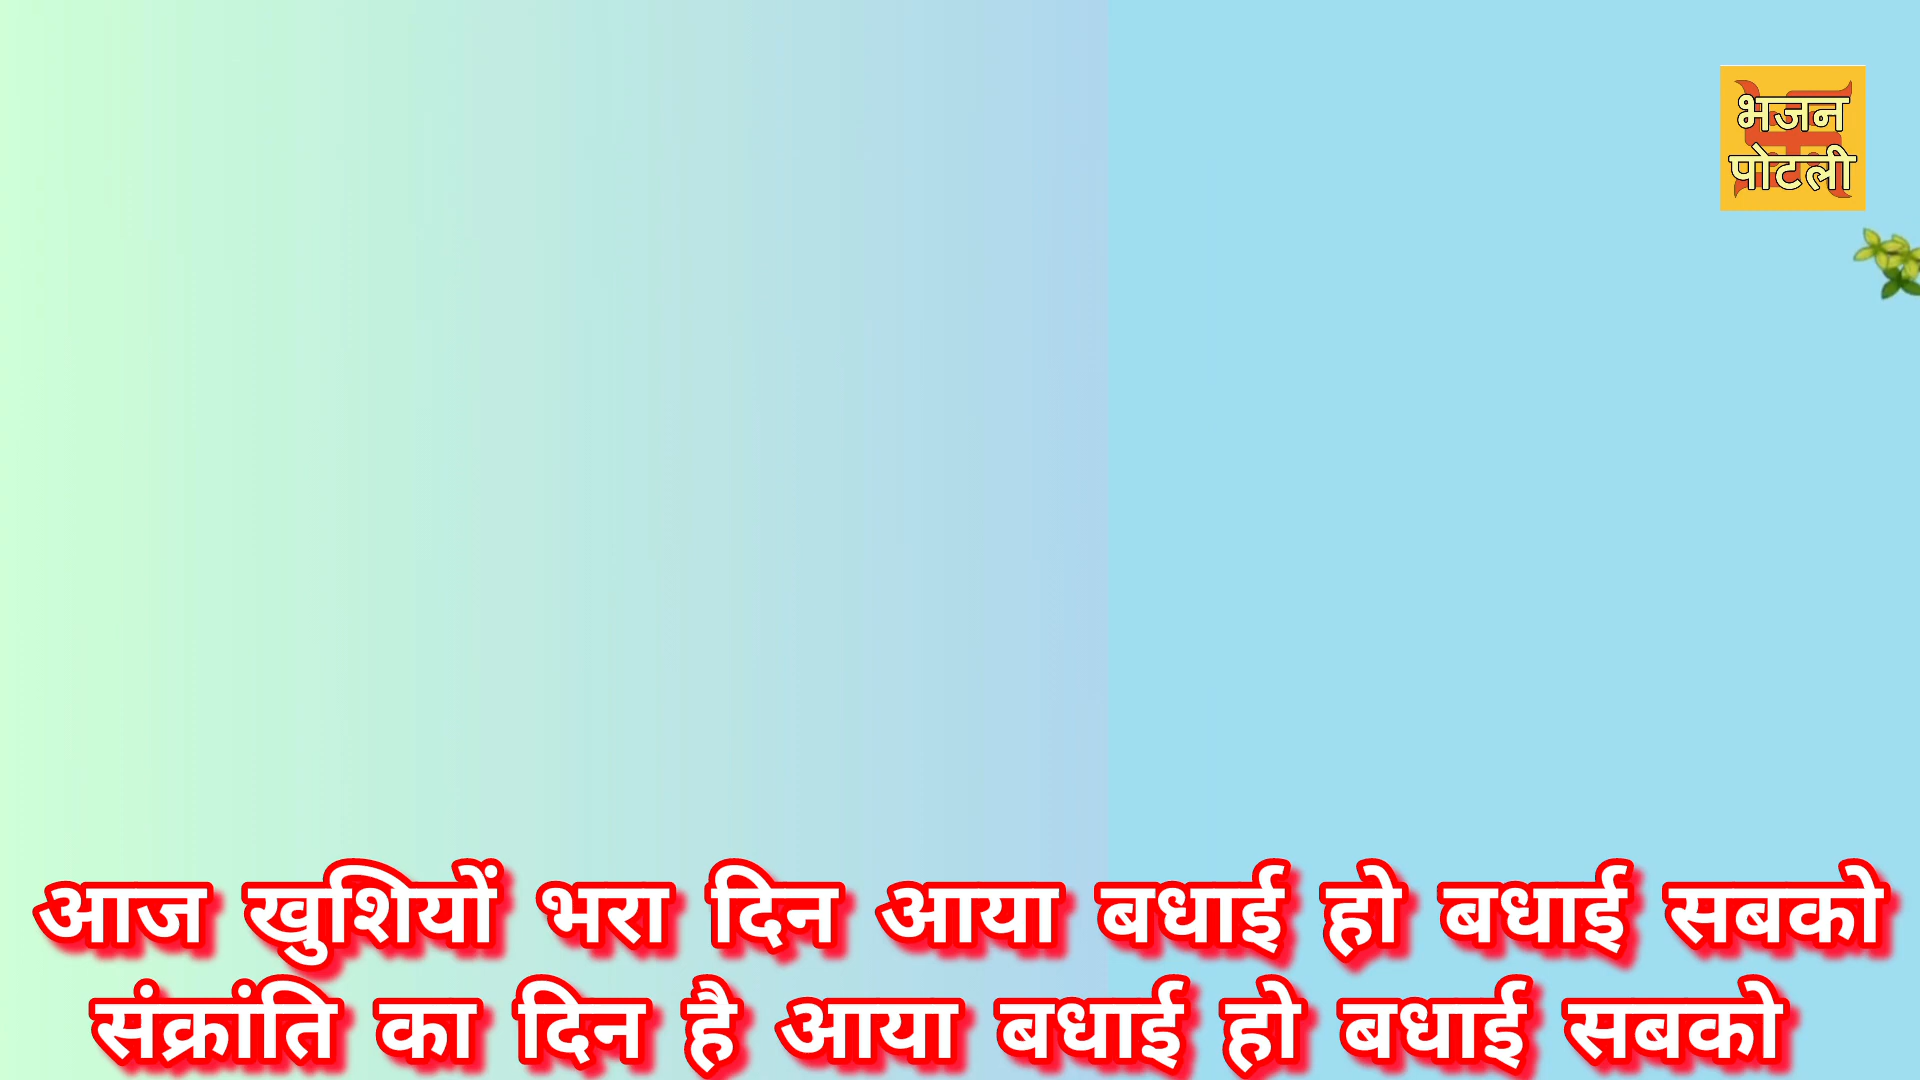 भजन
पोटली
आज खुशियों भरा दिन आया बधाई हो बधाई सबको
संक्रांति का दिन है आया बधाई हो बधाई सबको